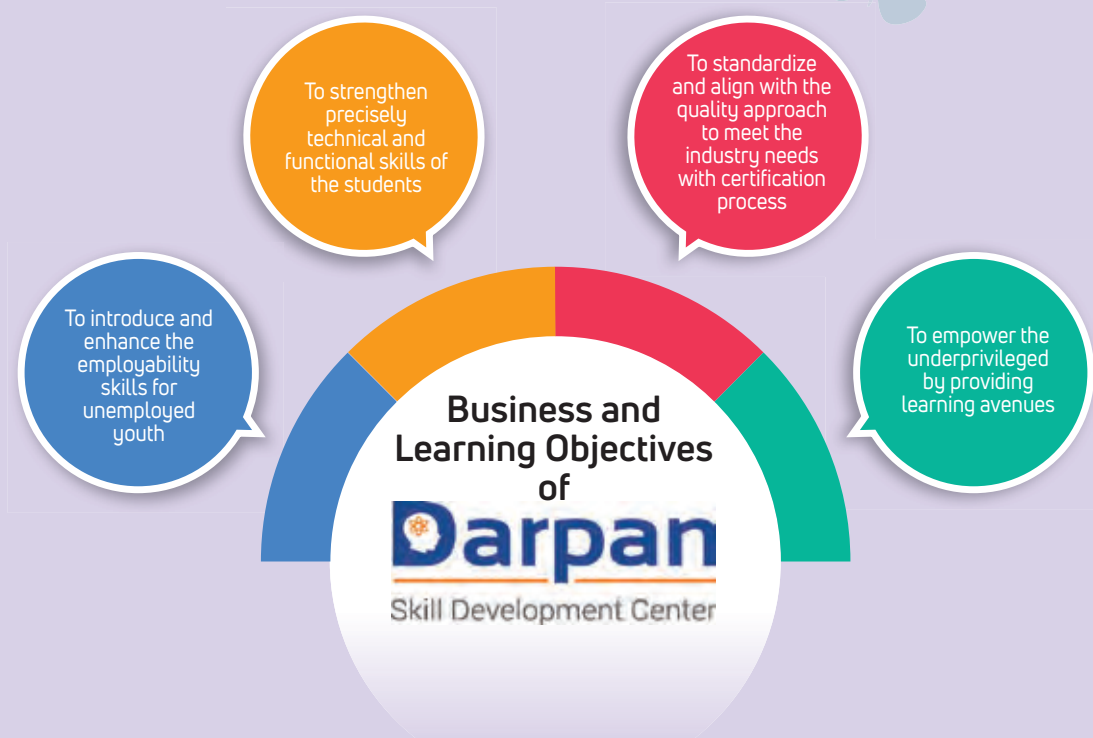 To introduce and
enhance the
employability
skills for
unemployed
youth
To strengthen
precisely
technical and
functional skills of
the students
To standardize
and align with the
quality approach
to meet the
industry needs
with certification
process
To empower the
underprivileged
by providing
learning avenues
Business and
Learning Objectives
of
Darpan
Skill Development Center